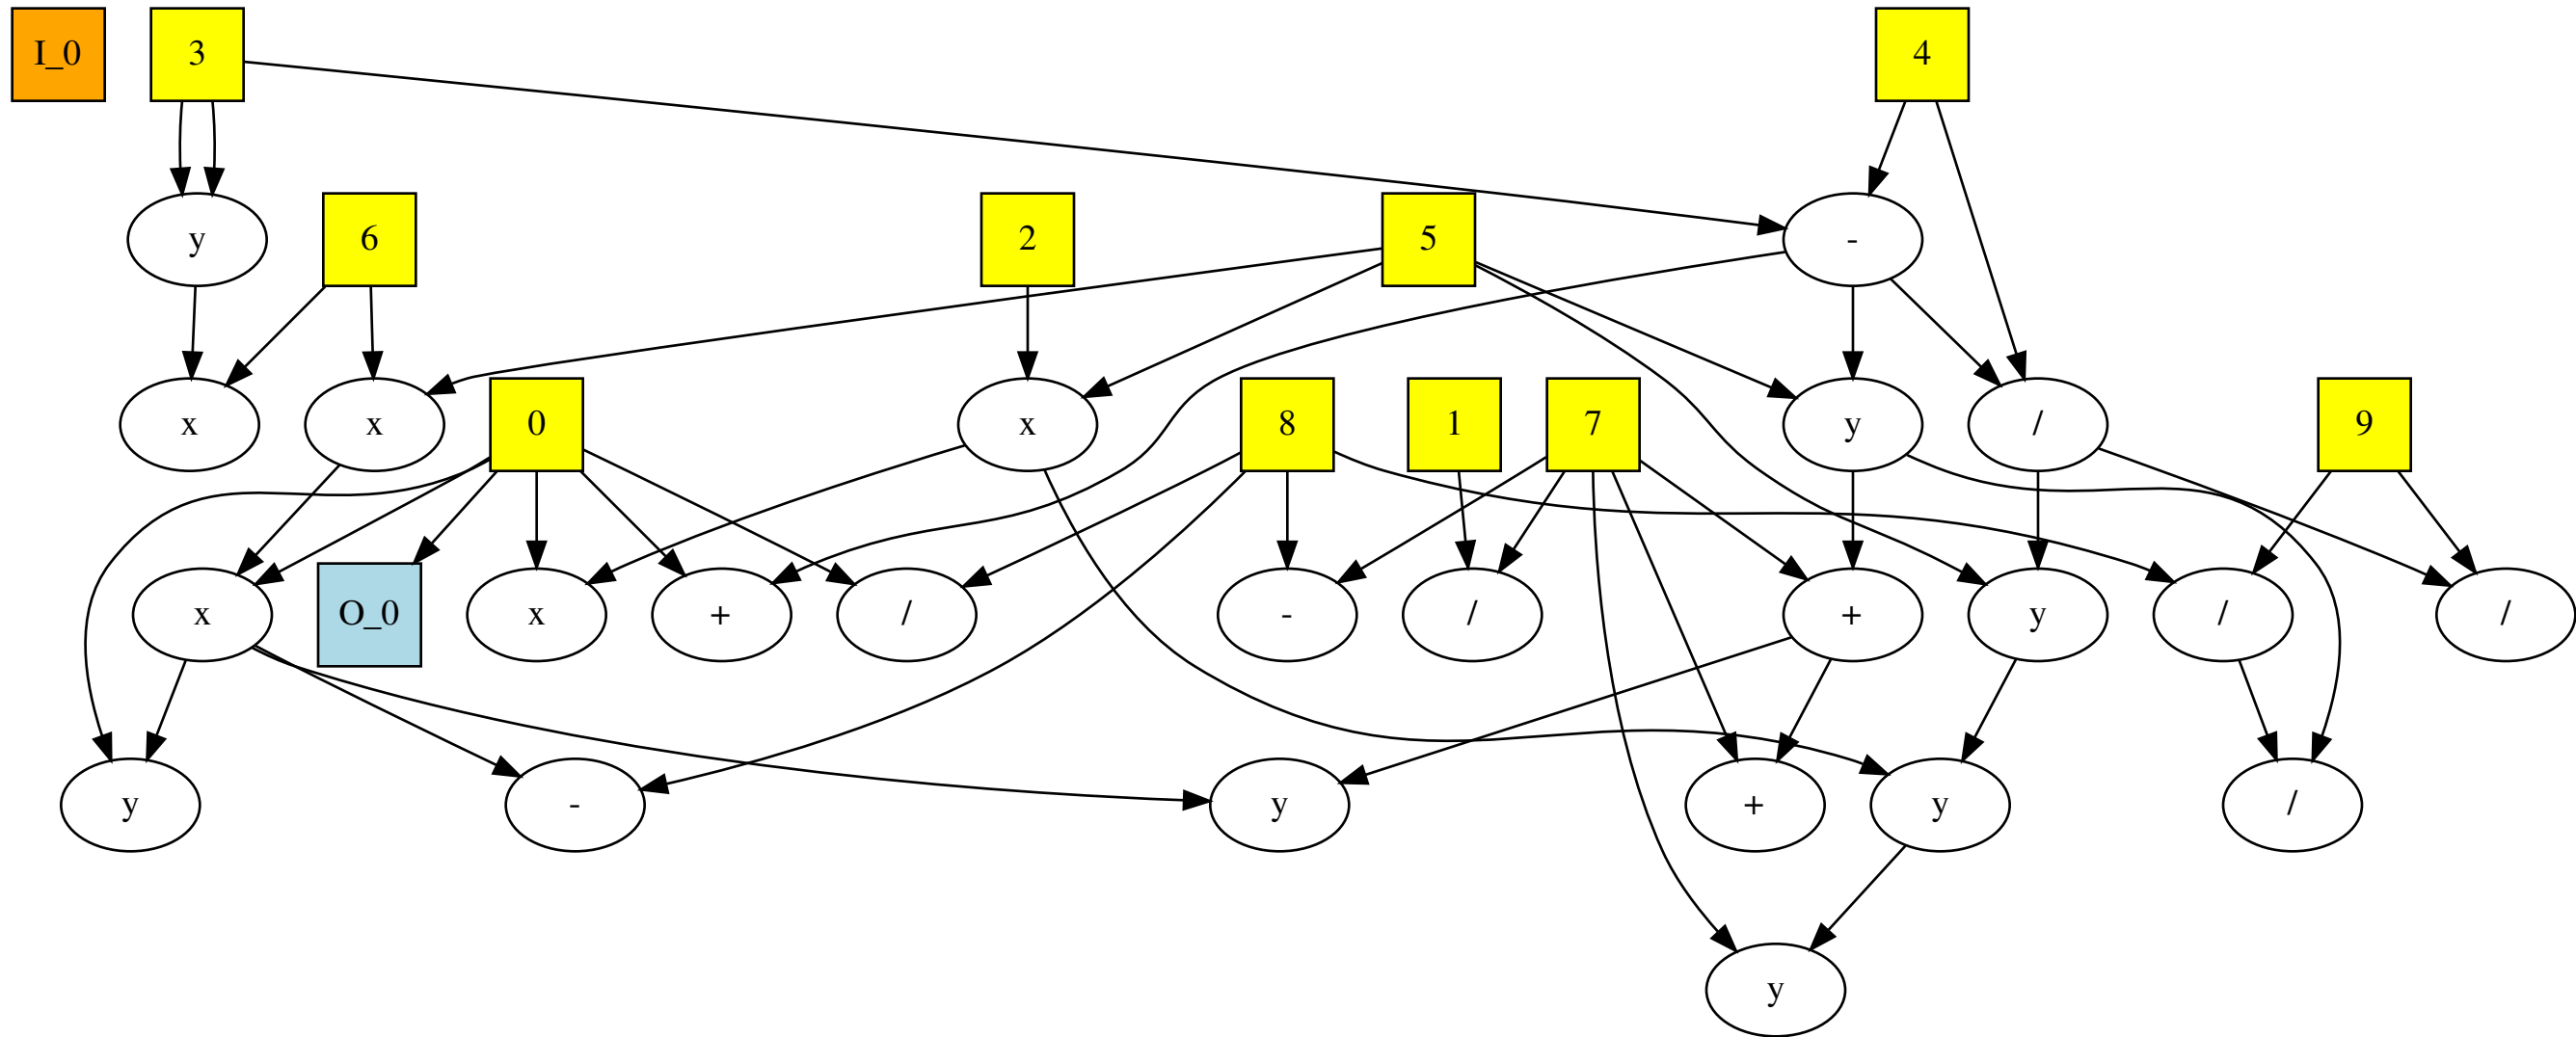 I_0 3 4
y 6 2 5 -
x x 0 x 8 1 7 y / 9
x O_0 x + / - / + y / /
y - y + y /
y